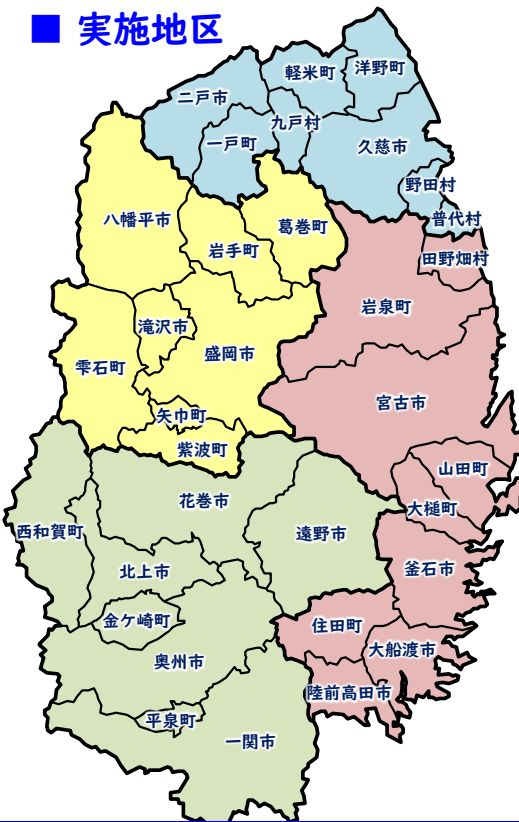 ■ 実施地区
洋野町
軽米町
二戸市
九戸村
一戸町
久慈市
野田村
普代村
八幡平市
葛巻町
岩手町
田野畑村
岩泉町
滝沢市
盛岡市
雫石町
宮古市
矢巾町
紫波町
山田町
花巻市
大槌町
西和賀町
遠野市
北上市
釜石市
金ケ崎町
住田町
大船渡市
奥州市
陸前高田市
平泉町
一関市